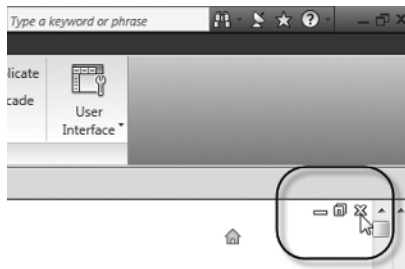 Type a keyword or phrase
licate
cade
User
Interface